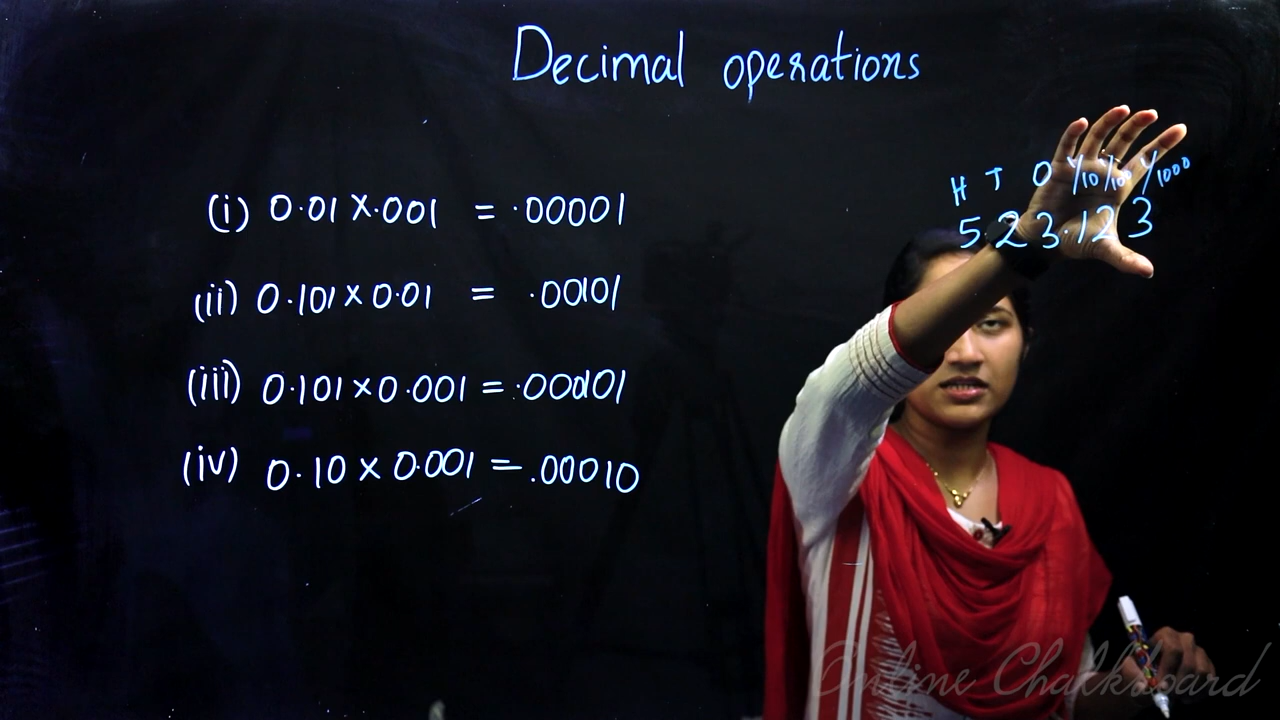 Decimal operations
H T O 1/10 1/100 1/1000
523.123
(i) 0.01 X.001 = .00001
(ii) 0.101 x 0.01 = .00101
(iii) 0.101 x 0.001 = .000101
(iv) 0.10 x 0.001 = .00010
Online Chalkboard